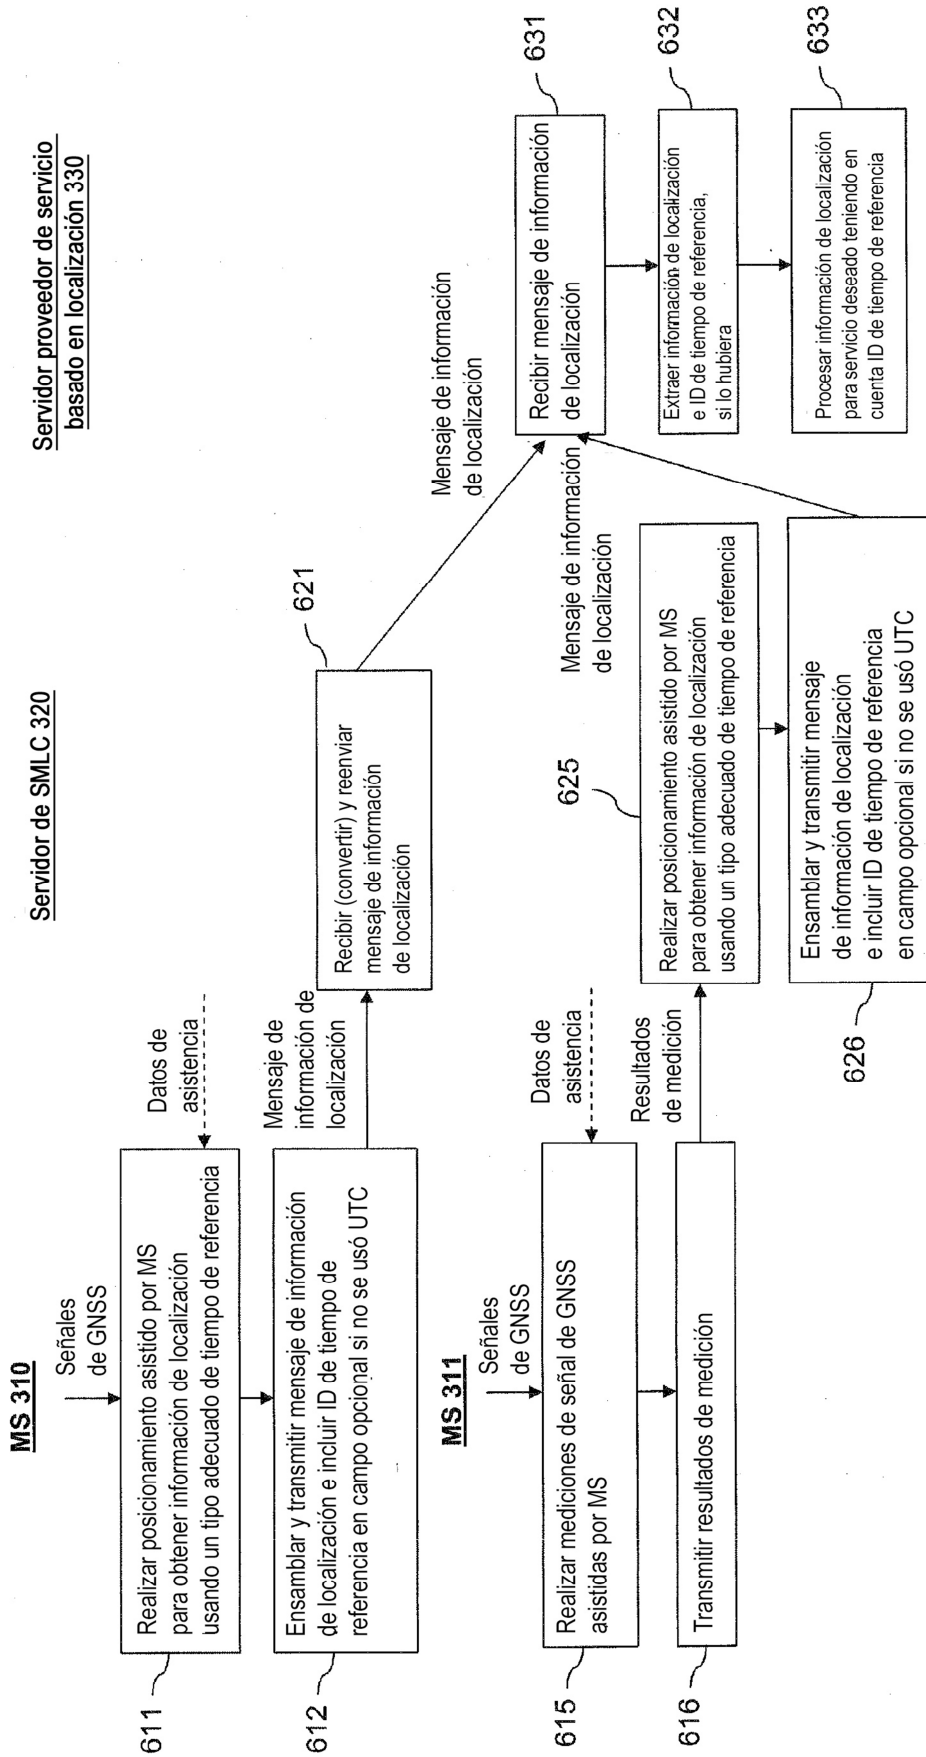 MS 310
Señales
de GNSS
Datos de
asistencia
611
Realizar posicionamiento asistido por MS
para obtener información de localización
usando un tipo adecuado de tiempo de referencia
612
Ensamblar y transmitir mensaje de información
de localización e incluir ID de tiempo de
referencia en campo opcional si no se usó UTC
Mensaje de
información de
localización
MS 311
Señales
de GNSS
Datos de
asistencia
615
Realizar mediciones de señal de GNSS
asistidas por MS
616
Transmitir resultados de medición
Resultados
de medición
Servidor de SMLC 320
621
Recibir (convertir) y reenviar
mensaje de información
de localización
Mensaje de información
de localización
625
Realizar posicionamiento asistido por MS
para obtener información de localización
usando un tipo adecuado de tiempo de referencia
626
Ensamblar y transmitir mensaje
de información de localización
e incluir ID de tiempo de referencia
en campo opcional si no se usó UTC
Mensaje de información
de localización
Servidor proveedor de servicio
basado en localización 330
631
Recibir mensaje de información
de localización
632
Extraer información de localización
e ID de tiempo de referencia,
si lo hubiera
633
Procesar información de localización
para servicio deseado teniendo en
cuenta ID de tiempo de referencia